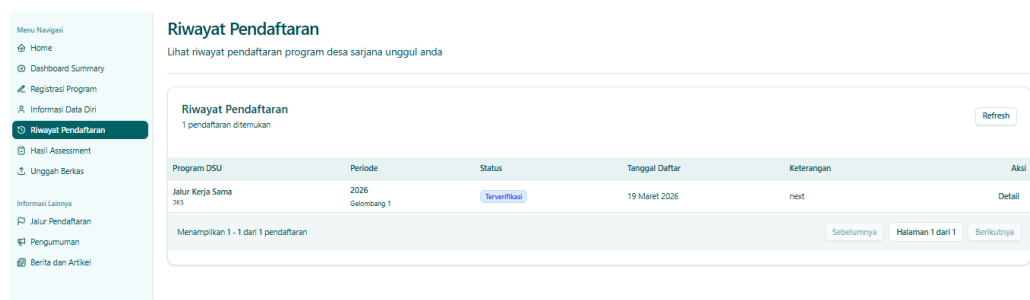 Menu Navigasi
Home
Dashboard Summary
Registrasi Program
Informasi Data Diri
Riwayat Pendaftaran
Hasil Assessment
Unggah Berkas
Informasi Lainnya
Jalur Pendaftaran
Pengumuman
Berita dan Artikel
Riwayat Pendaftaran
Lihat riwayat pendaftaran program desa sarjana unggul anda
Riwayat Pendaftaran
1 pendaftaran ditemukan
Refresh
Program DSU Periode Status Tanggal Daftar Keterangan Aksi
Jalur Kerja Sama 2026 Terverifikasi 19 Maret 2026 next Detail
JKS Gelombang 1
Menampilkan 1 - 1 dari 1 pendaftaran Sebelumnya Halaman 1 dari 1 Berikutnya